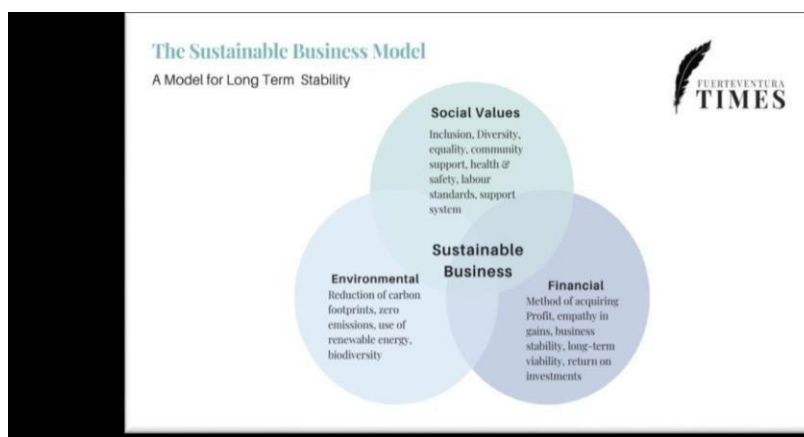 The Sustainable Business Model
A Model for Long Term Stability
FUERTEVENTURA
TIMES
Social Values
Inclusion, Diversity,
equality, community
support, health &
safety, labour
standards, support
system
Sustainable
Business
Environmental
Reduction of carbon
footprints, zero
emissions, use of
renewable energy,
biodiversity
Financial
Method of acquiring
Profit, empathy in
gains, business
stability, long-term
viability, return on
investments